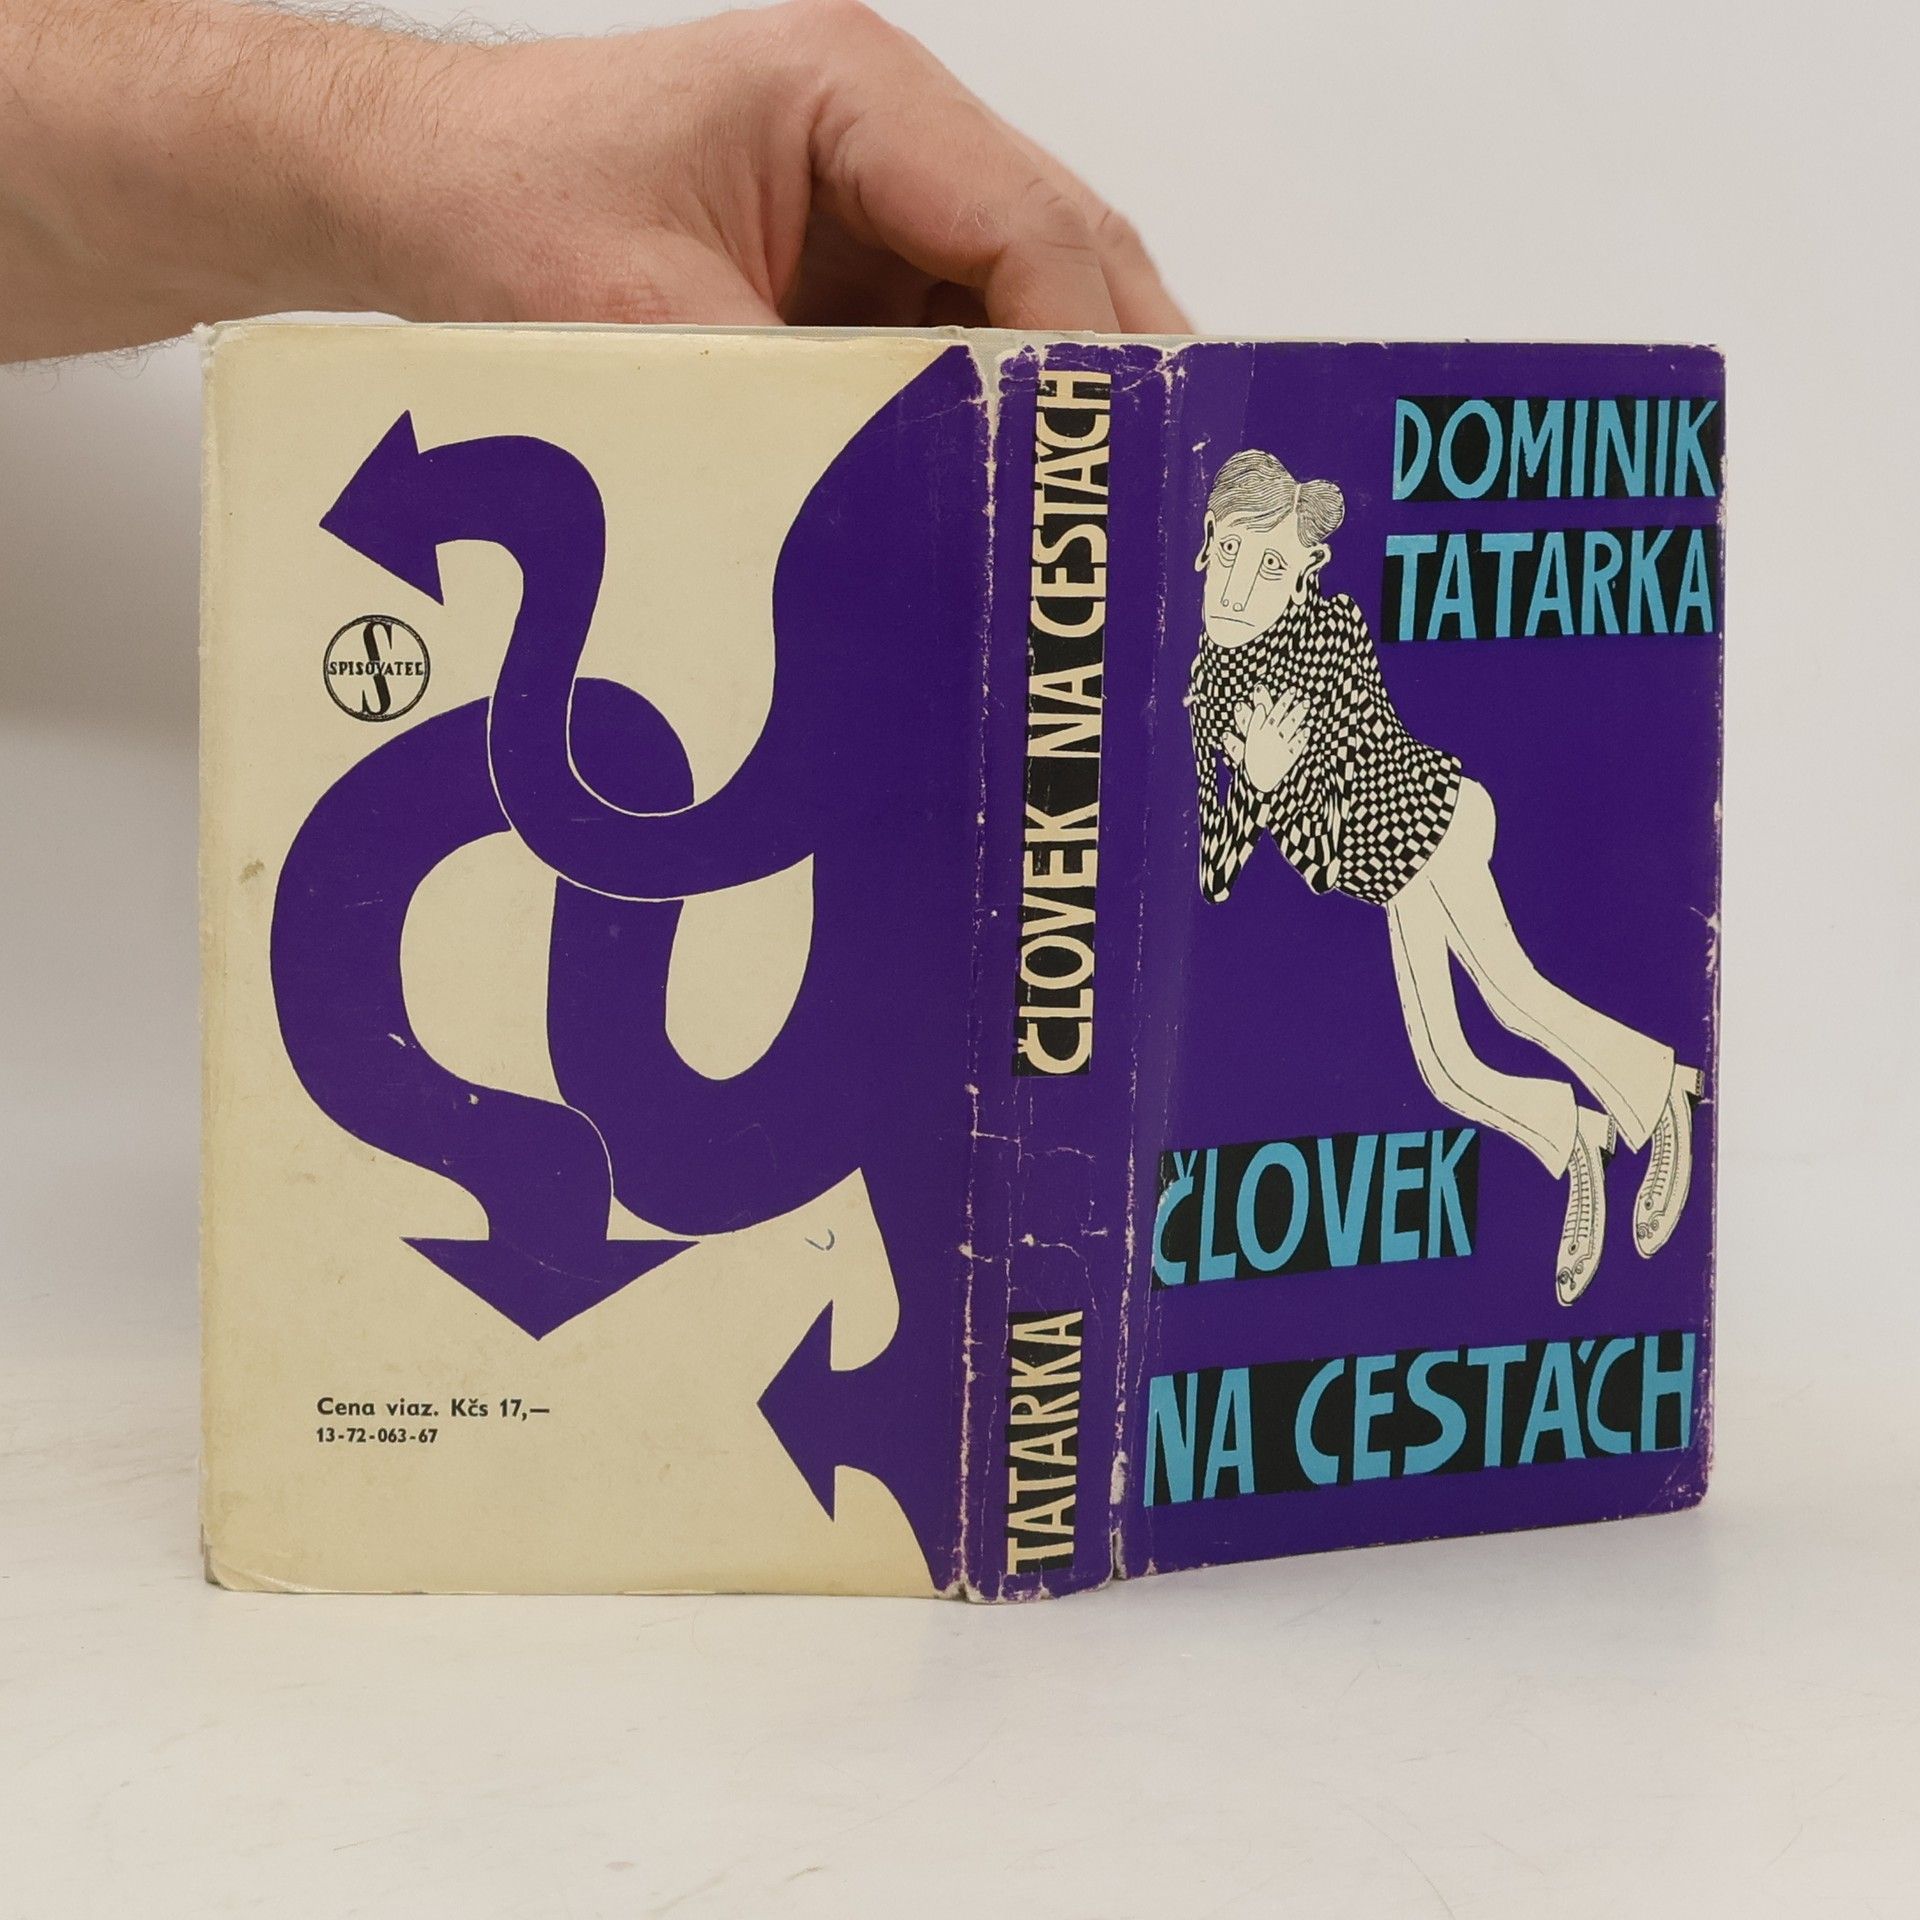 SPISOVATEĽ
S
Cena viaz. Kčs 17,—
13-72-063-67
ČLOVEK NA CESTÁCH
TATARKA
DOMINIK
TATARKA
ČLOVEK
NA CESTÁCH